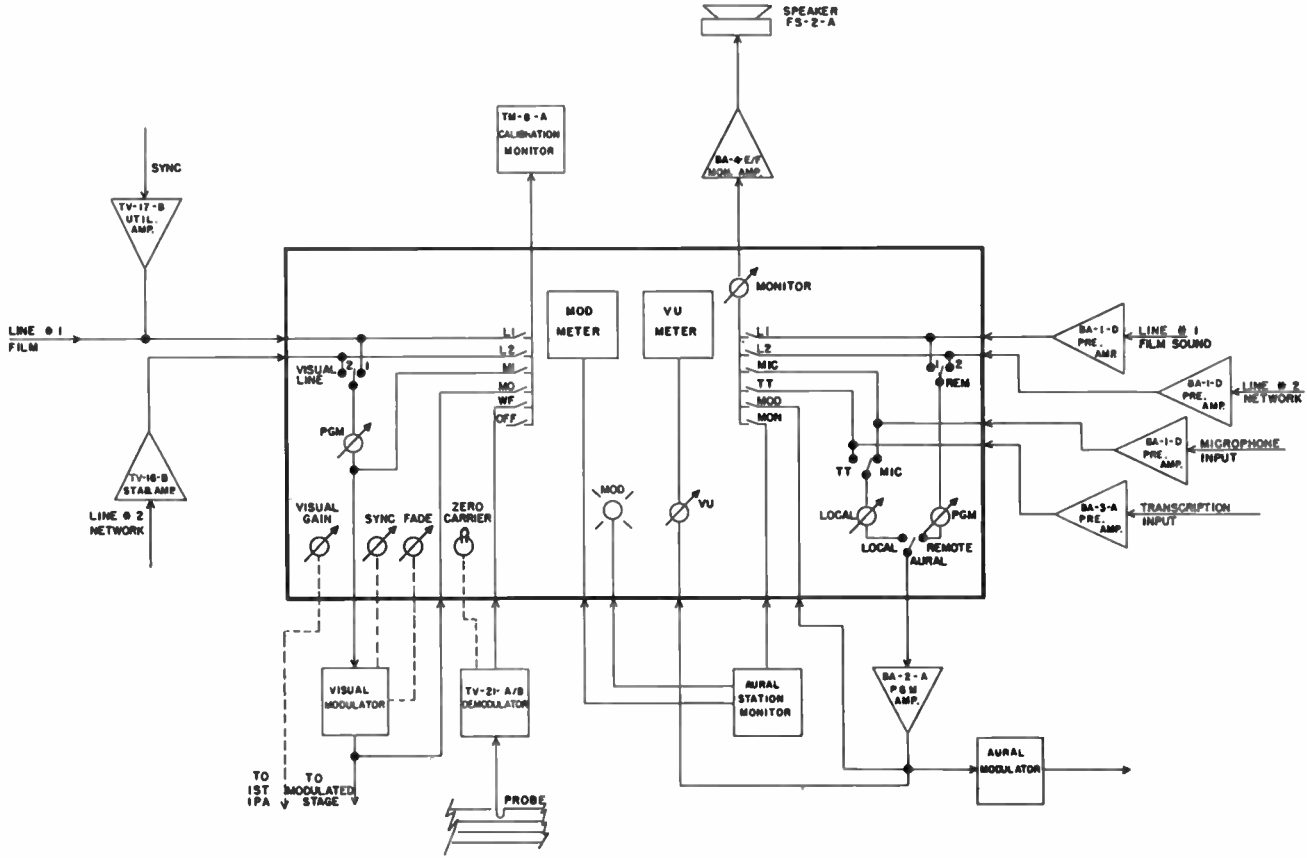 SPEAKER
FS-2-A
TM-6-A
CALIBRATION
MONITOR
BA-4-E/F
MON. AMP.
SYNC
TV-17-B
UTIL.
AMP.
MONITOR
MOD
METER
VU
METER
LINE # 1
FILM
L1
L2
MI
MO
WF
OFF
VISUAL
LINE
2
1
PGM
L1
L2
MIC
TT
MOD
MON
1
2
REM
BA-1-D
PRE.
AMP.
LINE # 1
FILM SOUND
BA-1-D
PRE.
AMP.
LINE # 2
NETWORK
BA-1-D
PRE.
AMP.
MICROPHONE
INPUT
BA-3-A
PRE.
AMP.
TRANSCRIPTION
INPUT
TV-16-B
STAB. AMP.
LINE # 2
NETWORK
TT
MIC
VISUAL
GAIN
SYNC
FADE
ZERO
CARRIER
MOD
VU
LOCAL
PGM
LOCAL
REMOTE
AURAL
VISUAL
MODULATOR
TV-21-A/B
DEMODULATOR
AURAL
STATION
MONITOR
BA-2-A
PGM
AMP.
AURAL
MODULATOR
TO
1ST
IPA
TO
MODULATED
STAGE
PROBE